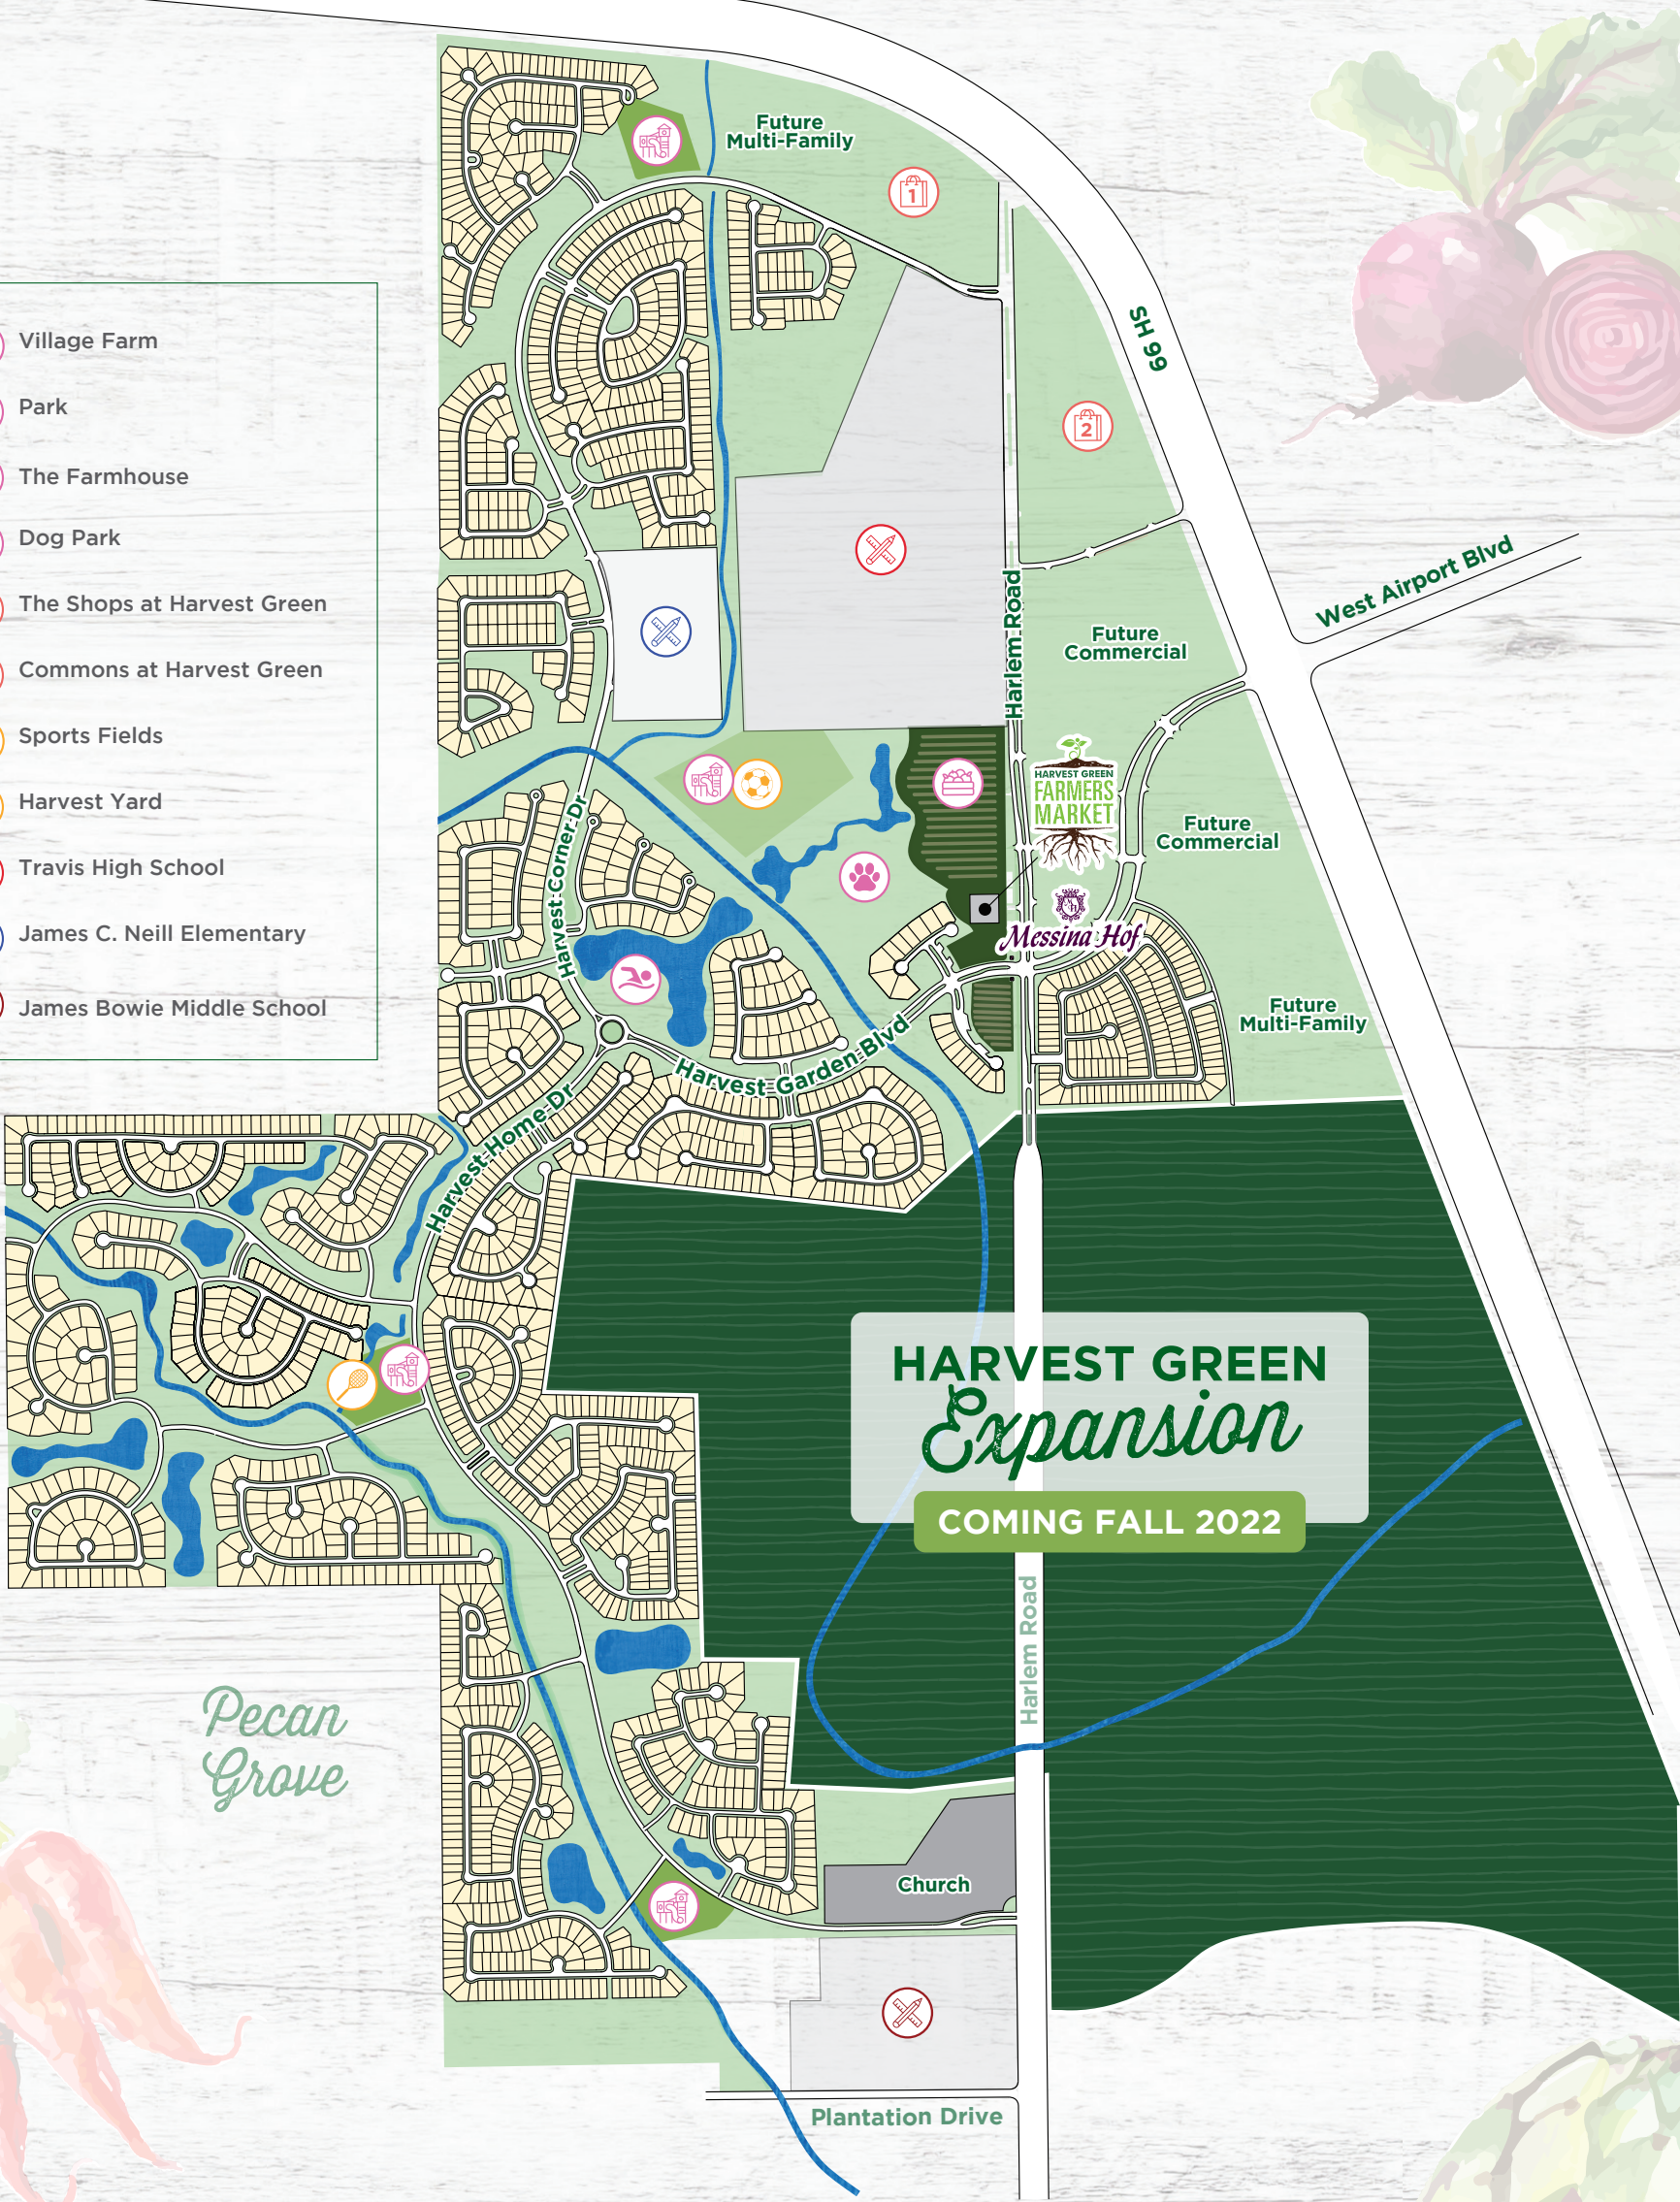 Future
Multi-Family
1
SH 99
2
West Airport Blvd
Harlem Road
Future
Commercial
Village Farm
Park
The Farmhouse
Dog Park
The Shops at Harvest Green
Commons at Harvest Green
Sports Fields
Harvest Yard
Travis High School
James C. Neill Elementary
James Bowie Middle School
HARVEST GREEN
FARMERS
MARKET
Future
Commercial
Harvest Corner Dr
MH
Messina Hof
Future
Multi-Family
Harvest Garden Blvd
Harvest Home Dr
HARVEST GREEN
Expansion
COMING FALL 2022
Harlem Road
Pecan
Grove
Church
Plantation Drive